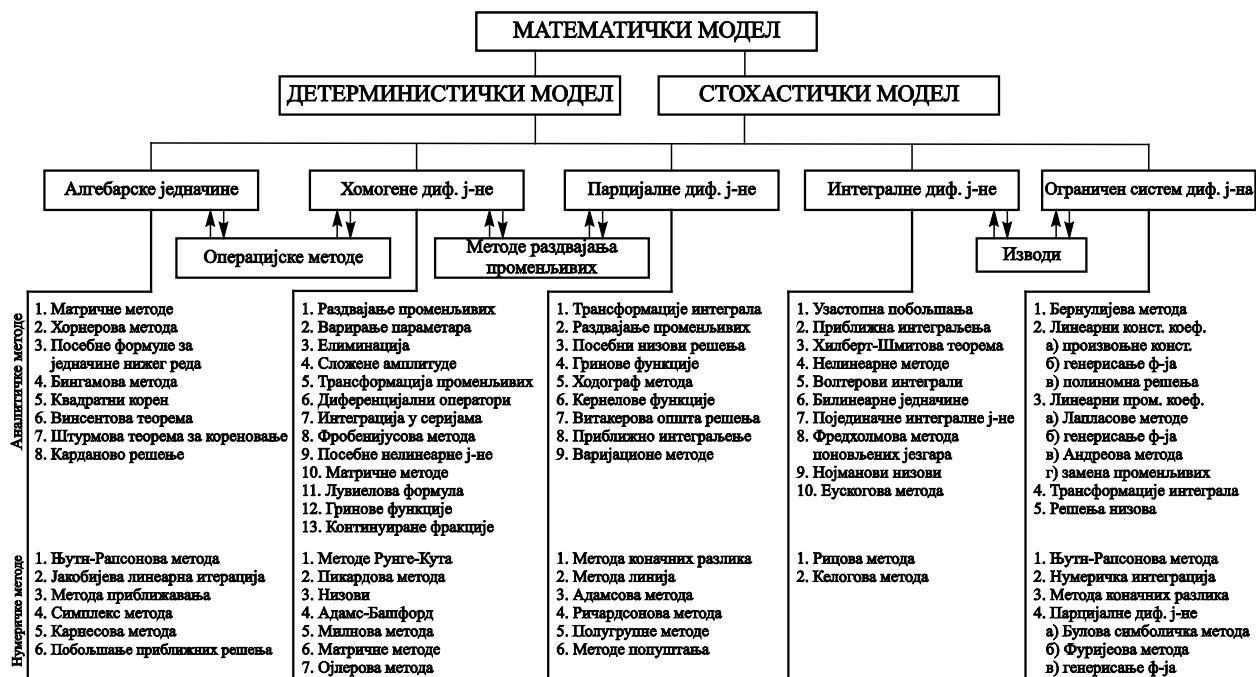 МАТЕМАТИЧКИ МОДЕЛ
ДЕТЕРМИНИСТИЧКИ МОДЕЛ
СТОХАСТИЧКИ МОДЕЛ
Алгебарске једначине
Хомогене диф. ј-не
Парцијалне диф. ј-не
Интегралне диф. ј-не
Ограничен систем диф. ј-на
Операцијске методе
Методе раздвајања
променљивих
Изводи
Аналитичке методе
1. Матричне методе
2. Хорнерова метода
3. Посебне формуле за
једначине нижег реда
4. Бингамова метода
5. Квадратни корен
6. Винсентова теорема
7. Штурмова теорема за кореновање
8. Карданово решење
1. Раздвајање променљивих
2. Варирање параметара
3. Елиминација
4. Сложене амплитуде
5. Трансформација променљивих
6. Диференцијални оператори
7. Интеграција у серијама
8. Фробенијусова метода
9. Посебне нелинеарне ј-не
10. Матричне методе
11. Лувиелова формула
12. Гринове функције
13. Континуиране фракције
1. Трансформације интеграла
2. Раздвајање променљивих
3. Посебни низови решења
4. Гринове функције
5. Ходограф метода
6. Кернелове функције
7. Витакерова општа решења
8. Приближно интеграљење
9. Варијационе методе
1. Узастопна побољшања
2. Приближна интеграљења
3. Хилберт-Шмитова теорема
4. Нелинеарне методе
5. Волтерови интеграли
6. Билинеарне једначине
7. Појединачне интегралне ј-не
8. Фредхолмова метода
поновљених језгара
9. Нојманови низови
10. Еускогова метода
1. Бернулијева метода
2. Линеарни конст. коеф.
а) произвоњне конст.
б) генерисање ф-ја
в) полиномна решења
3. Линеарни пром. коеф.
а) Лапласове методе
б) генерисање ф-ја
в) Андреова метода
г) замена променљивих
4. Трансформације интеграла
5. Решења низова
Нумеричке методе
1. Њутн-Рапсонова метода
2. Јакобијева линеарна итерација
3. Метода приближавања
4. Симплекс метода
5. Карнесова метода
6. Побољшање приближних решења
1. Методе Рунге-Кута
2. Пикардова метода
3. Низови
4. Адамс-Башфорд
5. Милнова метода
6. Матричне методе
7. Ојлерова метода
1. Метода коначних разлика
2. Метода линија
3. Адамсова метода
4. Ричардсонова метода
5. Полугрупне методе
6. Методе попуштања
1. Рицова метода
2. Келогова метода
1. Њутн-Рапсонова метода
2. Нумеричка интеграција
3. Метода коначних разлика
4. Парцијалне диф. ј-не
а) Булова симболичка метода
б) Фуријеова метода
в) генерисање ф-ја